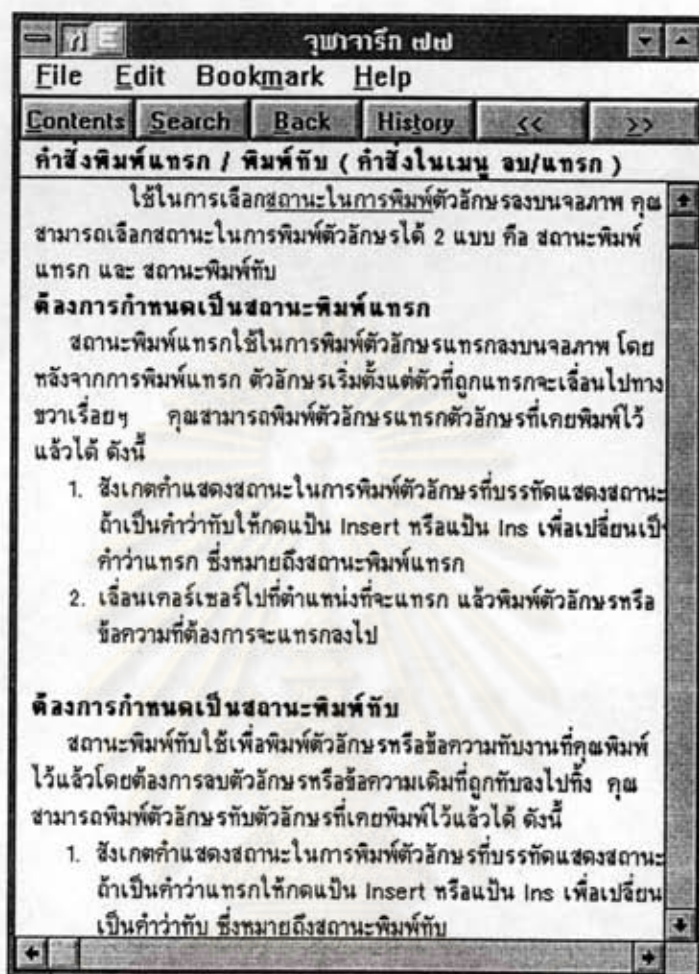 จุฬาจารึก ๗๗
File Edit Bookmark Help
Contents Search Back History << >>
คำสั่งพิมพ์แทรก / พิมพ์ทับ ( คำสั่งในเมนู ลบ/แทรก )
ใช้ในการเลือกสถานะในการพิมพ์ตัวอักษรลงบนจอภาพ คุณ
สามารถเลือกสถานะในการพิมพ์ตัวอักษรได้ 2 แบบ คือ สถานะพิมพ์
แทรก และ สถานะพิมพ์ทับ
ต้องการกำหนดเป็นสถานะพิมพ์แทรก
สถานะพิมพ์แทรกใช้ในการพิมพ์ตัวอักษรแทรกลงบนจอภาพ โดย
หลังจากการพิมพ์แทรก ตัวอักษรเริ่มตั้งแต่ตัวที่ถูกแทรกจะเลื่อนไปทาง
ขวาเรื่อยๆ คุณสามารถพิมพ์ตัวอักษรแทรกตัวอักษรที่เคยพิมพ์ไว้
แล้วได้ ดังนี้
1. สังเกตคำแสดงสถานะในการพิมพ์ตัวอักษรที่บรรทัดแสดงสถานะ
ถ้าเป็นคำว่าทับให้กดแป้น Insert หรือแป้น Ins เพื่อเปลี่ยนเป็
คำว่าแทรก ซึ่งหมายถึงสถานะพิมพ์แทรก
2. เลื่อนเคอร์เซอร์ไปที่ตำแหน่งที่จะแทรก แล้วพิมพ์ตัวอักษรหรือ
ข้อความที่ต้องการจะแทรกลงไป
ต้องการกำหนดเป็นสถานะพิมพ์ทับ
สถานะพิมพ์ทับใช้เพื่อพิมพ์ตัวอักษรหรือข้อความทับงานที่คุณพิมพ์
ไว้แล้วโดยต้องการลบตัวอักษรหรือข้อความเดิมที่ถูกทับลงไปทิ้ง คุณ
สามารถพิมพ์ตัวอักษรทับตัวอักษรที่เคยพิมพ์ไว้แล้วได้ ดังนี้
1. สังเกตคำแสดงสถานะในการพิมพ์ตัวอักษรที่บรรทัดแสดงสถานะ
ถ้าเป็นคำว่าแทรกให้กดแป้น Insert หรือแป้น Ins เพื่อเปลี่ยน
เป็นคำว่าทับ ซึ่งหมายถึงสถานะพิมพ์ทับ